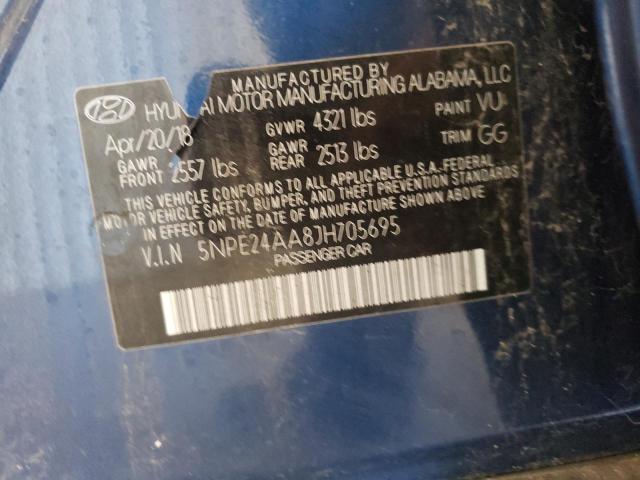 MANUFACTURED BY
HYUNDAI MOTOR MANUFACTURING ALABAMA, LLC
Apr/20/18 GVWR 4321 lbs PAINT VU
GAWR FRONT 2557 lbs GAWR REAR 2513 lbs TRIM GG
THIS VEHICLE CONFORMS TO ALL APPLICABLE U.S.A. FEDERAL
MOTOR VEHICLE SAFETY, BUMPER, AND THEFT PREVENTION STANDARDS
IN EFFECT ON THE DATE OF MANUFACTURE SHOWN ABOVE.
V.I.N 5NPE24AA8JH705695
PASSENGER CAR